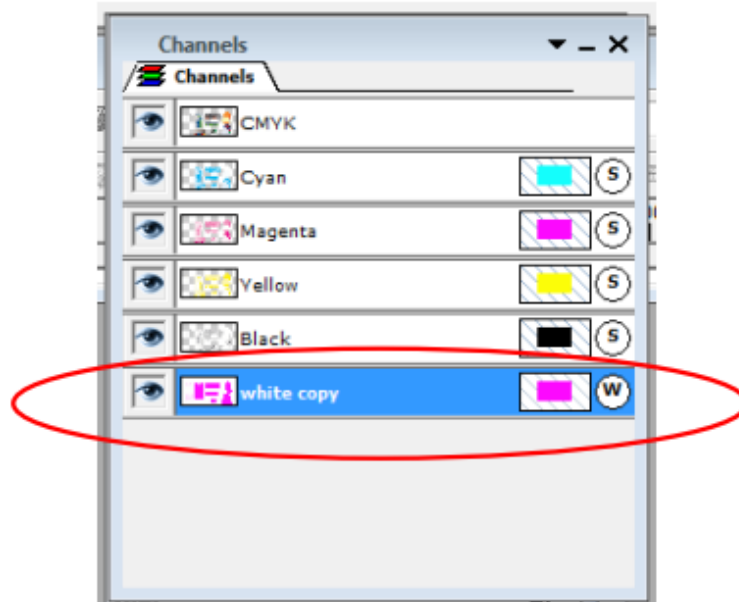 Channels
Channels
CMYK
Cyan S
Magenta S
Yellow S
Black S
white copy W